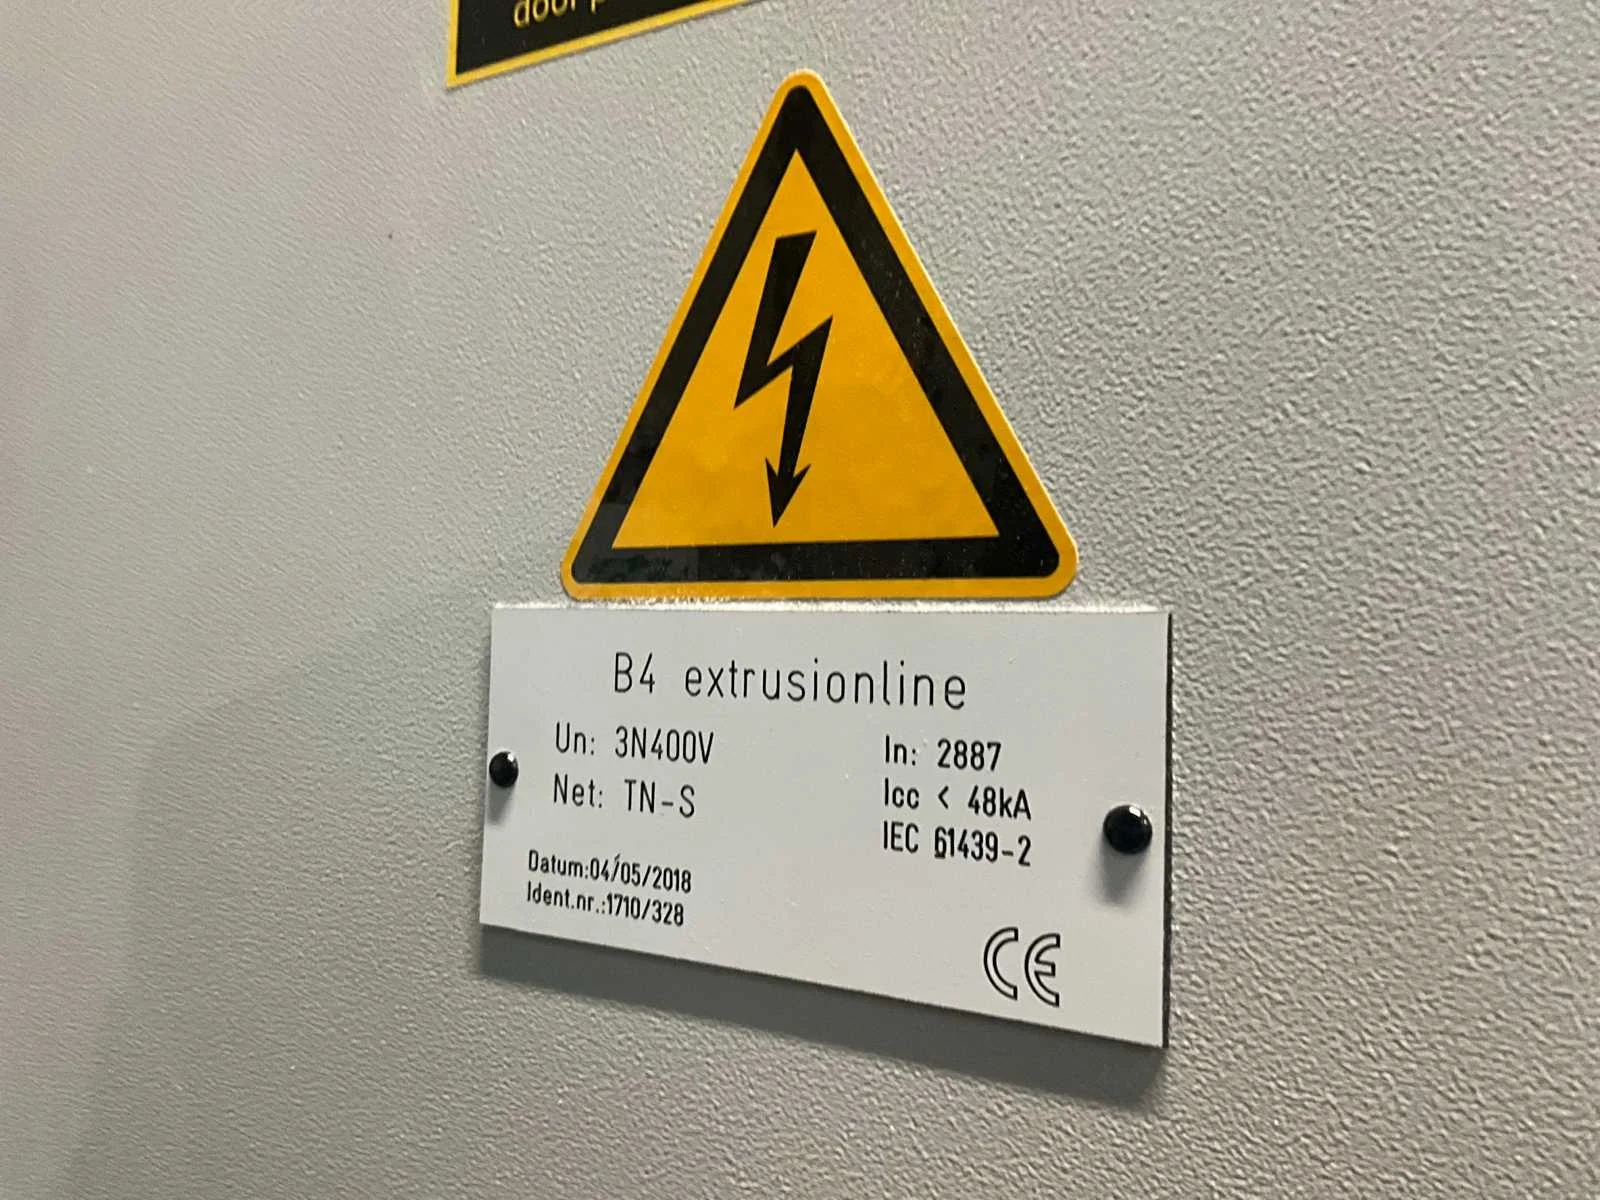 door
B4 extrusionline
Un: 3N400V
Net: TN-S
In: 2887
Icc < 48kA
IEC 61439-2
Datum:04/05/2018
Ident.nr.:1710/328
CE